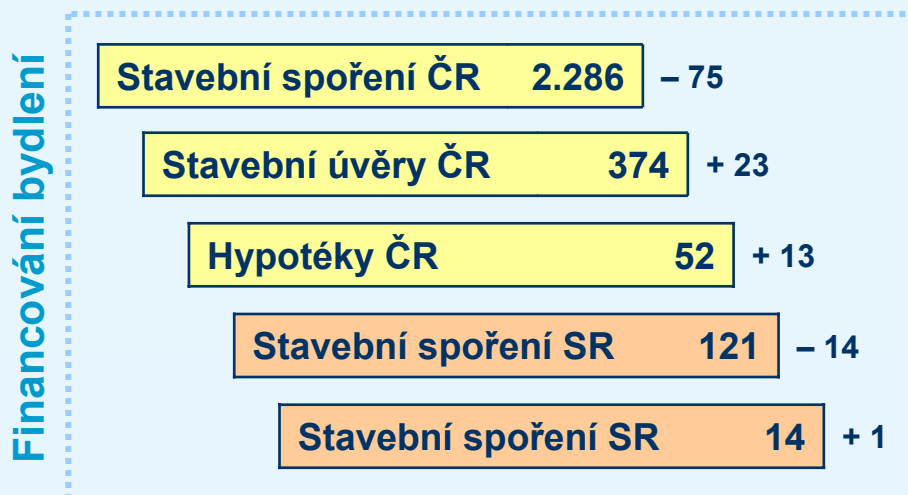 Financování bydlení
Stavební spoření ČR 2.286 – 75
Stavební úvěry ČR 374 + 23
Hypotéky ČR 52 + 13
Stavební spoření SR 121 – 14
Stavební spoření SR 14 + 1